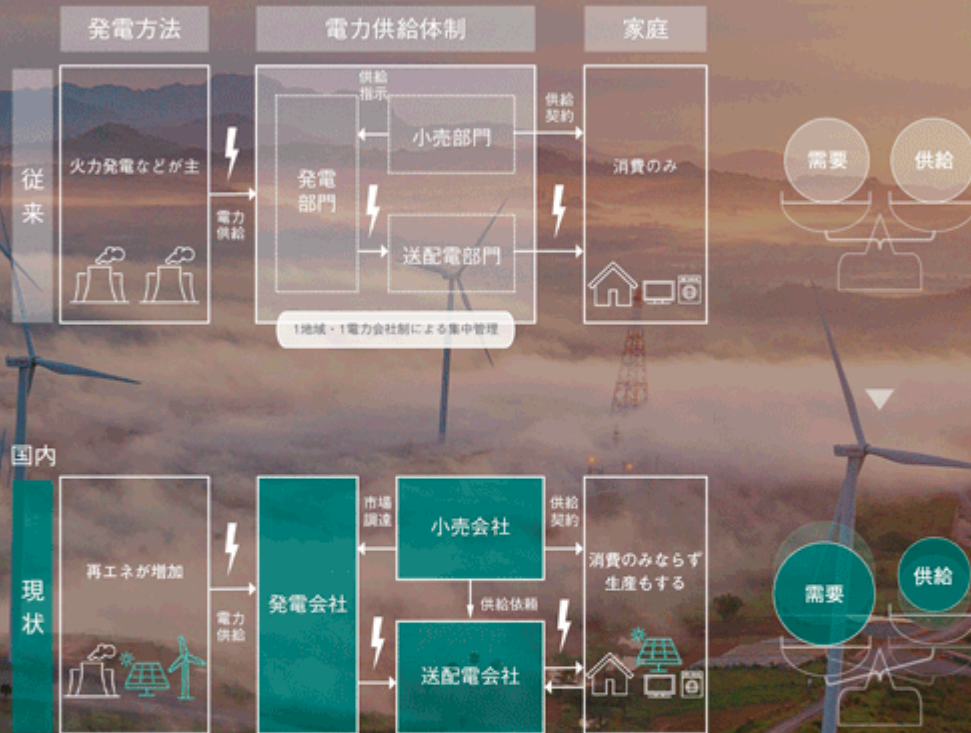 発電方法
電力供給体制
家庭
従来
火力発電などが主
電力
供給
発電
部門
供給
指示
小売部門
送配電部門
供給
契約
消費のみ
1地域・1電力会社制による集中管理
需要
供給
国内
現状
再エネが増加
電力
供給
発電会社
市場
調達
小売会社
供給依頼
送配電会社
供給
契約
消費のみならず
生産もする
需要
供給